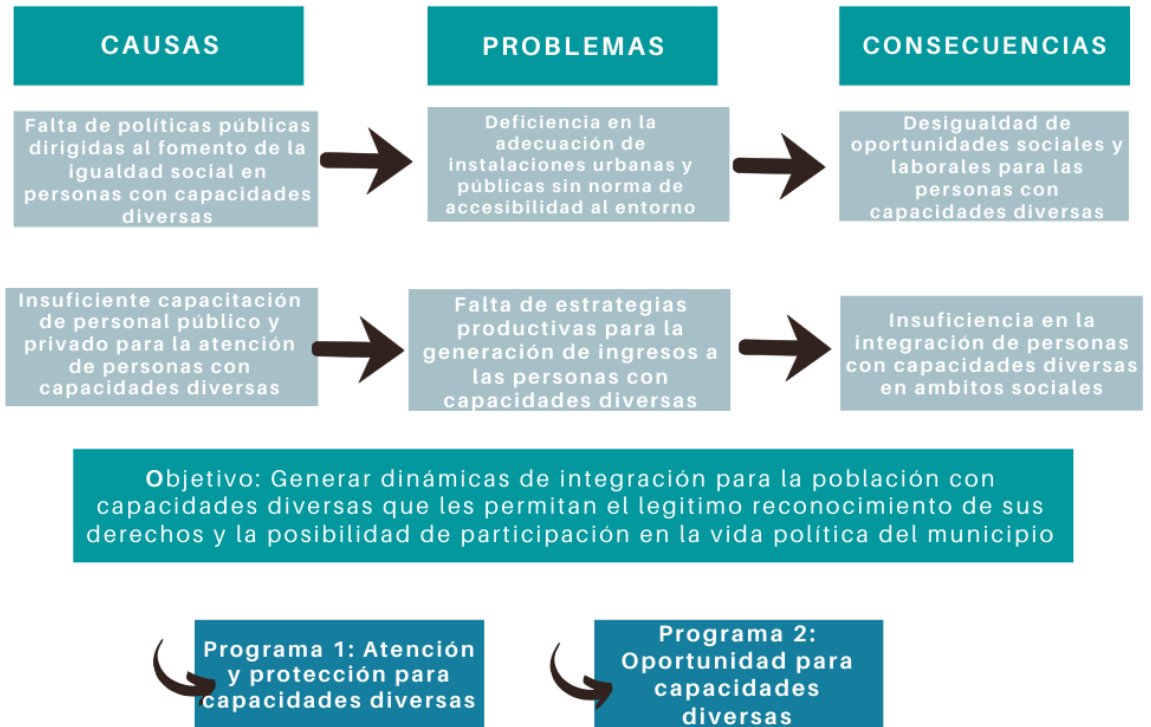 CAUSAS
PROBLEMAS
CONSECUENCIAS
Falta de políticas públicas
dirigidas al fomento de la
igualdad social en
personas con capacidades
diversas
Deficiencia en la
adecuación de
instalaciones urbanas y
públicas sin norma de
accesibilidad al entorno
Desigualdad de
oportunidades sociales y
laborales para las
personas con
capacidades diversas
Insuficiente capacitación
de personal público y
privado para la atención
de personas con
capacidades diversas
Falta de estrategias
productivas para la
generación de ingresos a
las personas con
capacidades diversas
Insuficiencia en la
integración de personas
con capacidades diversas
en ambitos sociales
Objetivo: Generar dinámicas de integración para la población con
capacidades diversas que les permitan el legitimo reconocimiento de sus
derechos y la posibilidad de participación en la vida política del municipio
Programa 1: Atención
y protección para
capacidades diversas
Programa 2:
Oportunidad para
capacidades
diversas